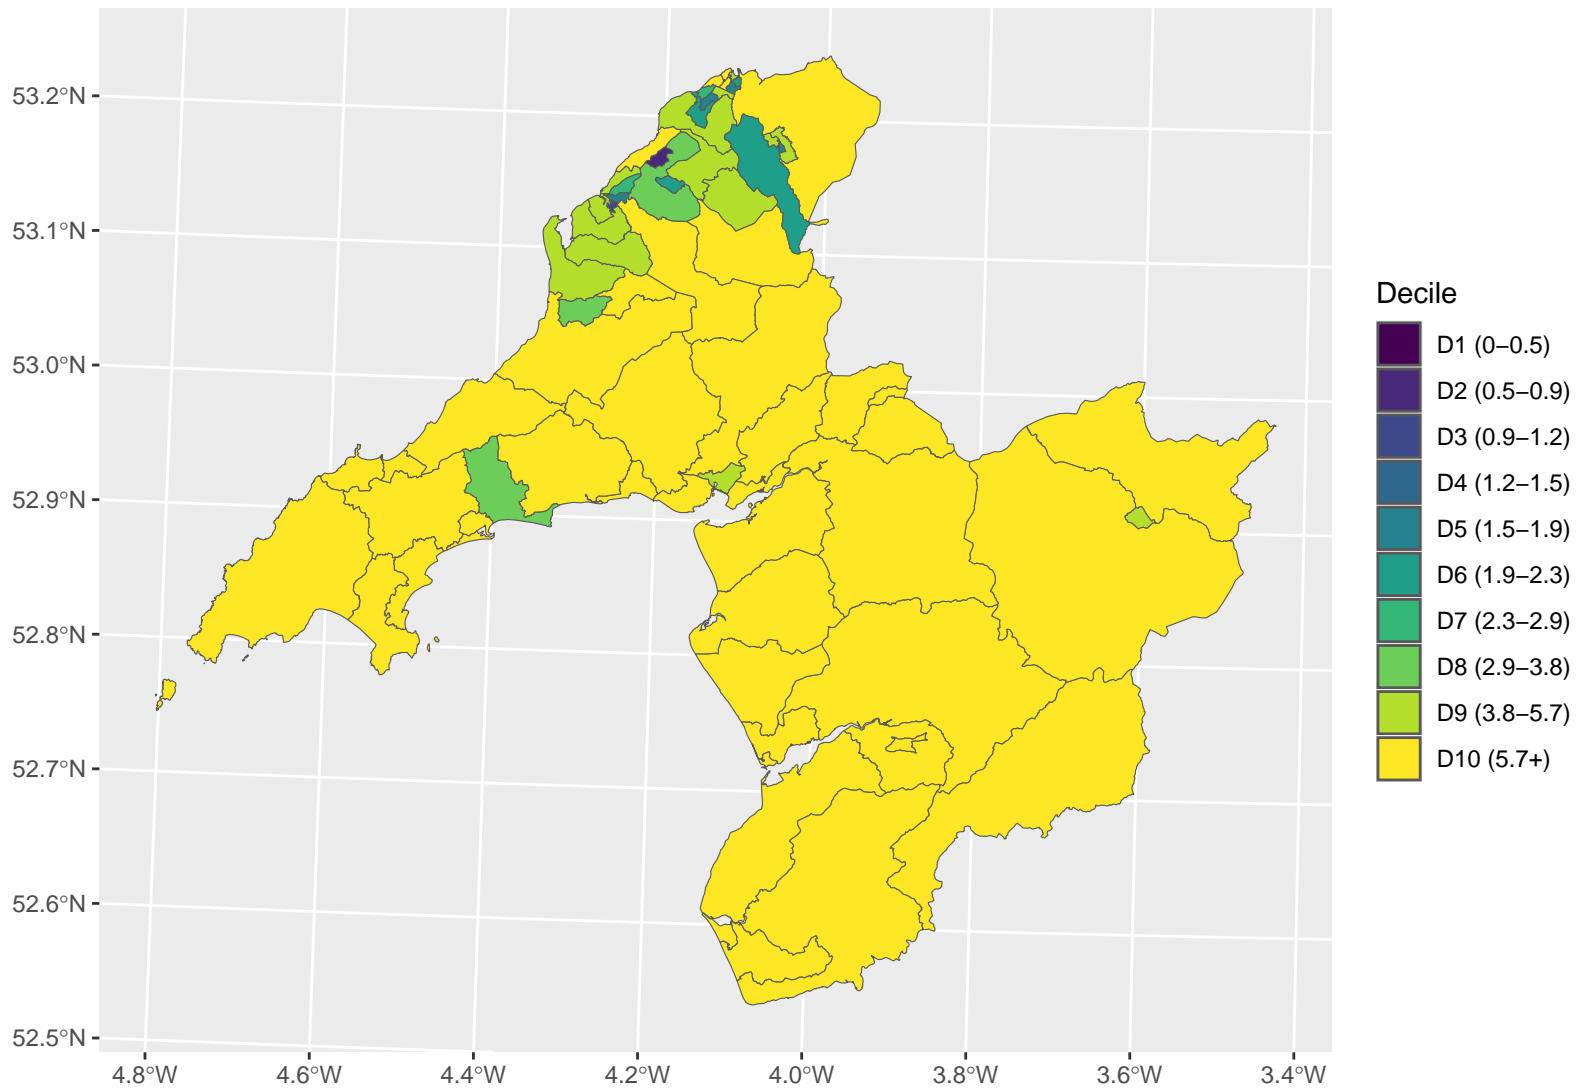 53.2°N
53.1°N
53.0°N
52.9°N
52.8°N
52.7°N
52.6°N
52.5°N
4.8°W 4.6°W 4.4°W 4.2°W 4.0°W 3.8°W 3.6°W 3.4°W
Decile
D1 (0–0.5)
D2 (0.5–0.9)
D3 (0.9–1.2)
D4 (1.2–1.5)
D5 (1.5–1.9)
D6 (1.9–2.3)
D7 (2.3–2.9)
D8 (2.9–3.8)
D9 (3.8–5.7)
D10 (5.7+)